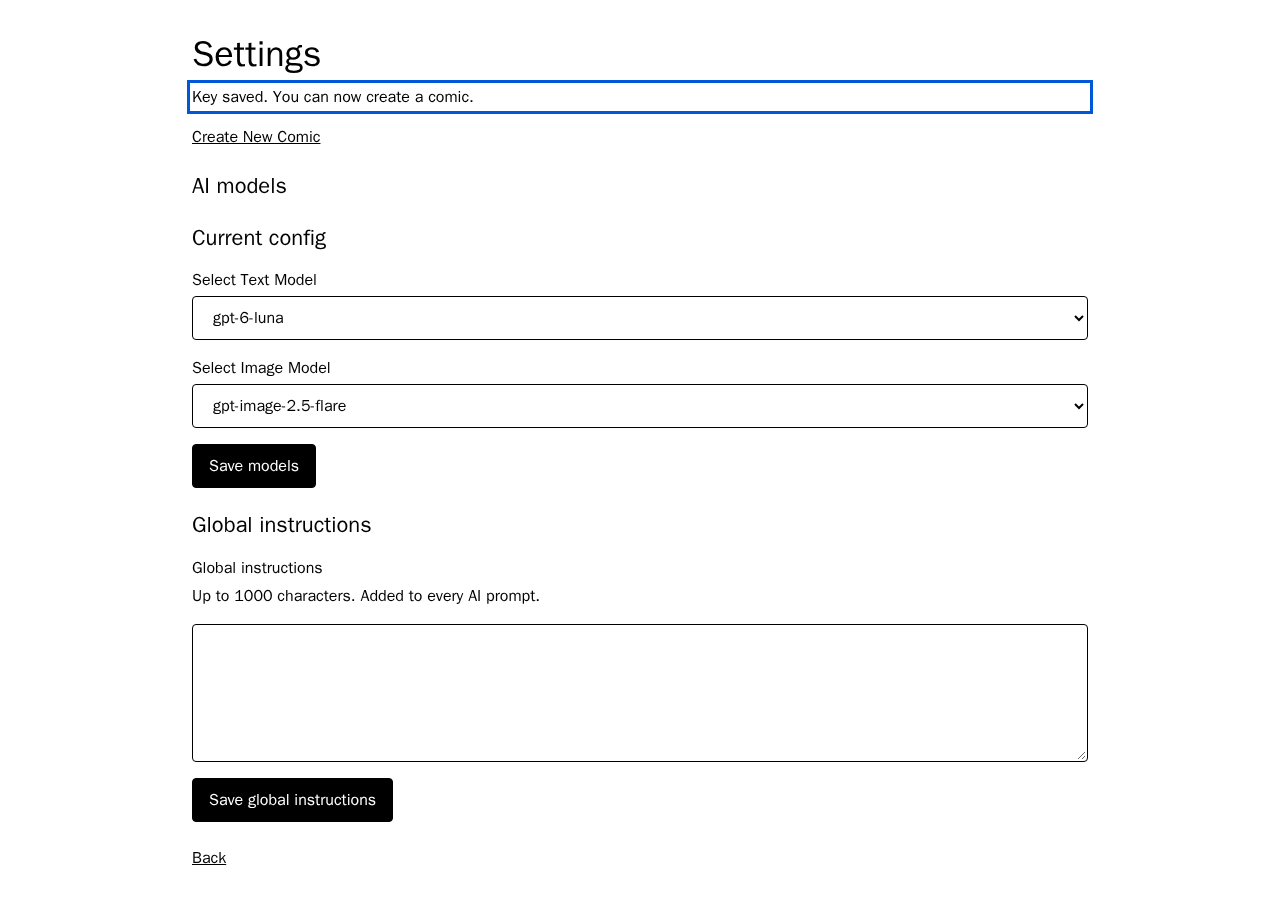 Settings
Key saved. You can now create a comic.
Create New Comic
AI models
Current config
Select Text Model
gpt-6-luna
Select Image Model
gpt-image-2.5-flare
Save models
Global instructions
Global instructions
Up to 1000 characters. Added to every AI prompt.
Save global instructions
Back